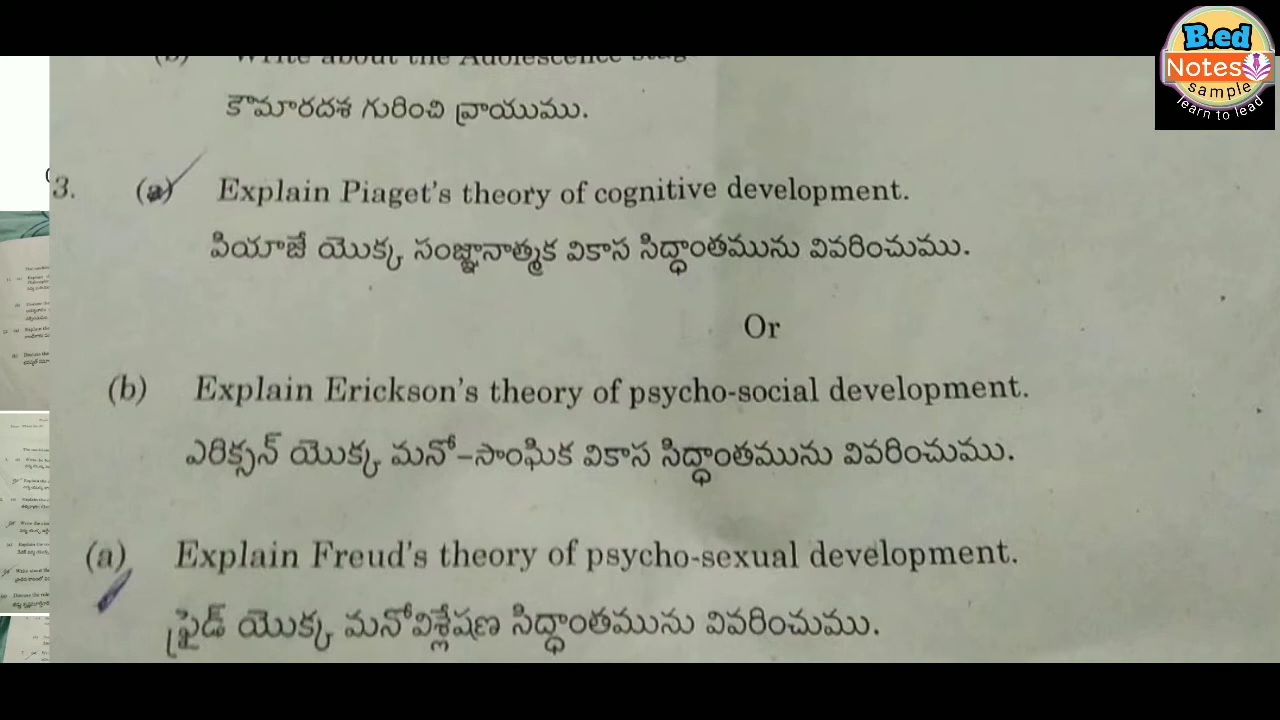 B.ed
Notes
sample
learn to lead
(b) Write about the Adolescence
కౌమారదశ గురించి వ్రాయుము.
3. (a) Explain Piaget's theory of cognitive development.
పియాజే యొక్క సంజ్ఞానాత్మక వికాస సిద్ధాంతమును వివరించుము.
Or
(b) Explain Erickson's theory of psycho-social development.
ఎరిక్సన్ యొక్క మనో-సాంఘిక వికాస సిద్ధాంతమును వివరించుము.
(a) Explain Freud's theory of psycho-sexual development.
ఫ్రైడ్ యొక్క మనోవిశ్లేషణ సిద్ధాంతమును వివరించుము.